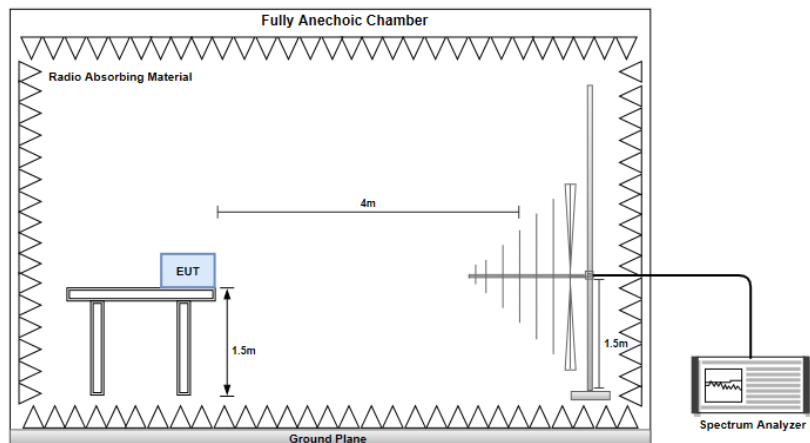 Fully Anechoic Chamber
Radio Absorbing Material
4m
EUT
1.5m
1.5m
Spectrum Analyzer
Ground Plane